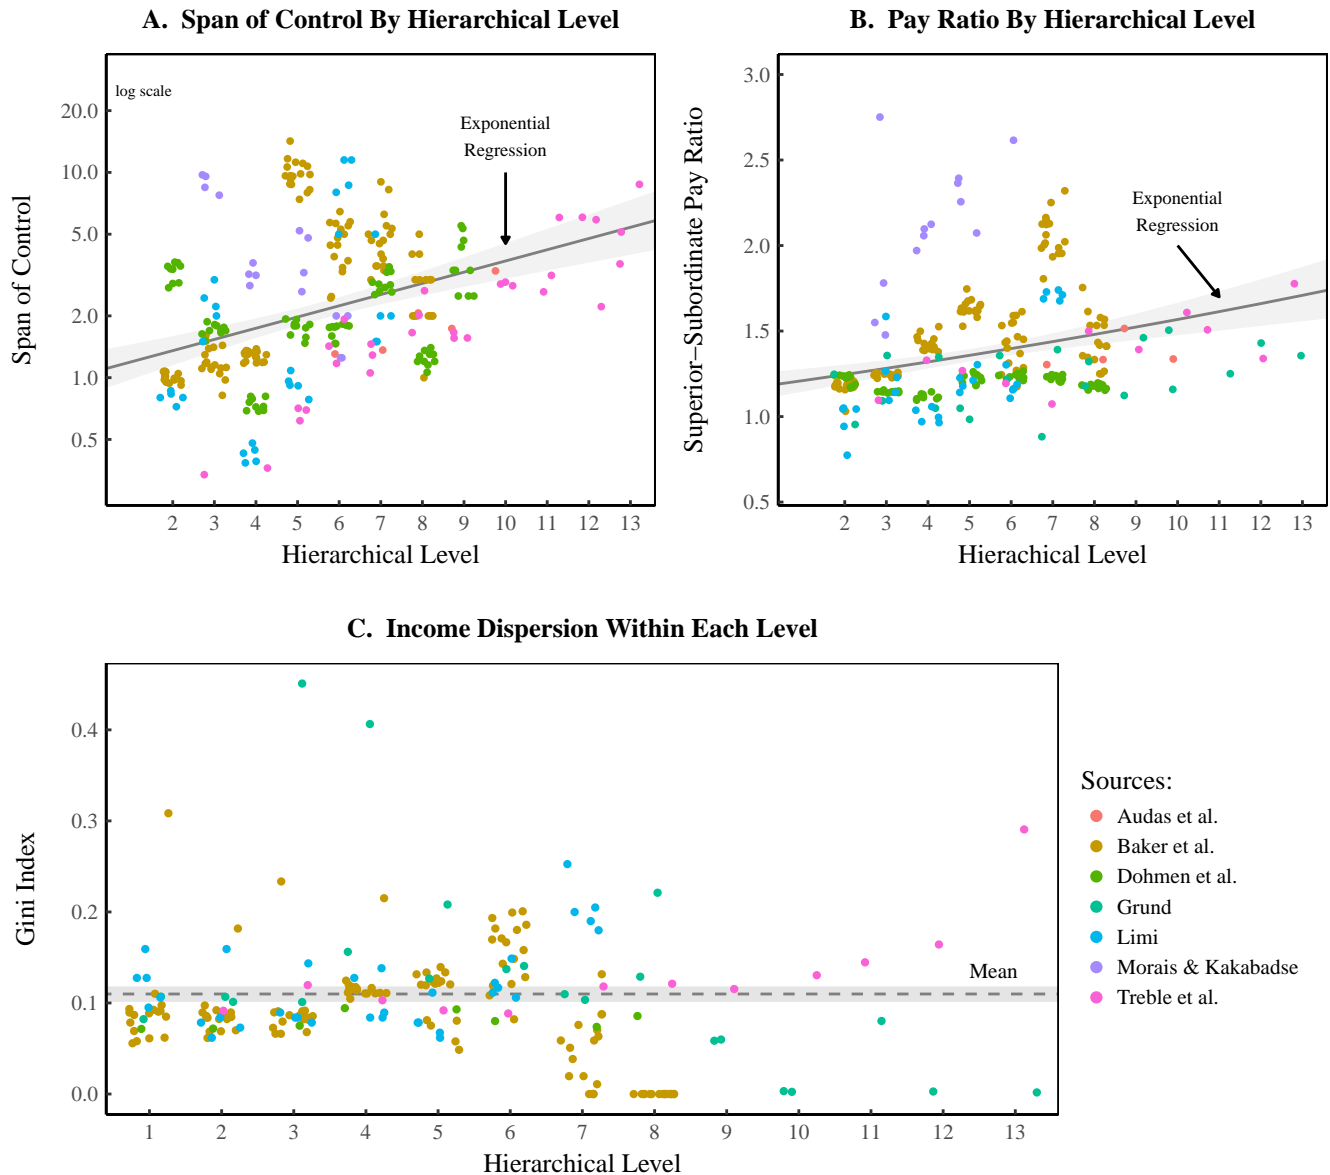 A. Span of Control By Hierarchical Level
log scale
Exponential
Regression
Span of Control
20.0
10.0
5.0
2.0
1.0
0.5
2 3 4 5 6 7 8 9 10 11 12 13
Hierarchical Level
B. Pay Ratio By Hierarchical Level
Exponential
Regression
Superior−Subordinate Pay Ratio
3.0
2.5
2.0
1.5
1.0
0.5
2 3 4 5 6 7 8 9 10 11 12 13
Hierachical Level
C. Income Dispersion Within Each Level
Gini Index
0.4
0.3
0.2
0.1
0.0
Mean
1 2 3 4 5 6 7 8 9 10 11 12 13
Hierarchical Level
Sources:
Audas et al.
Baker et al.
Dohmen et al.
Grund
Limi
Morais & Kakabadse
Treble et al.